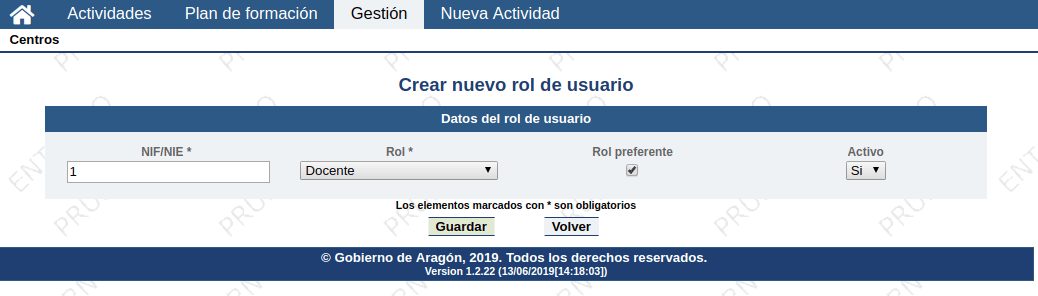 Actividades Plan de formación Gestión Nueva Actividad
Centros
Crear nuevo rol de usuario
Datos del rol de usuario
NIF/NIE * Rol * Rol preferente Activo
1 Docente Si
Los elementos marcados con * son obligatorios
Guardar Volver
© Gobierno de Aragón, 2019. Todos los derechos reservados.
Version 1.2.22 (13/06/2019[14:18:03])